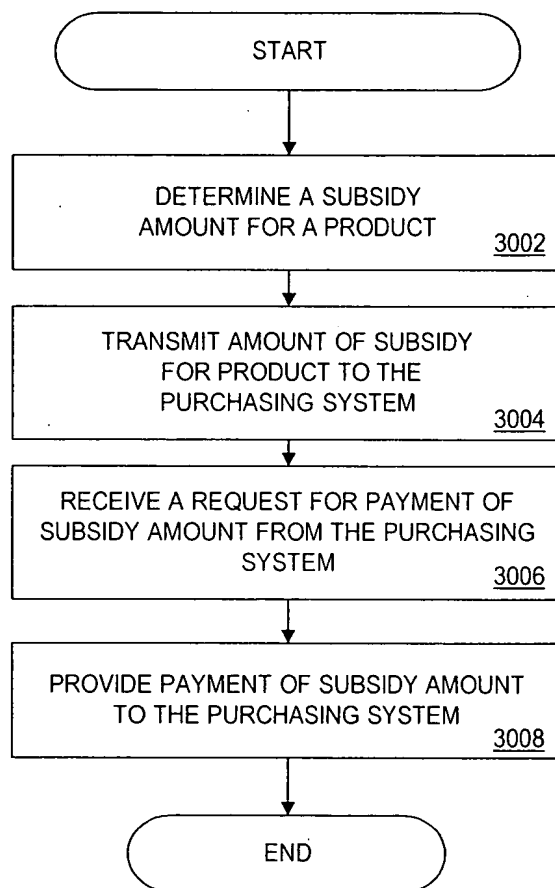 START
DETERMINE A SUBSIDY
AMOUNT FOR A PRODUCT
3002
TRANSMIT AMOUNT OF SUBSIDY
FOR PRODUCT TO THE
PURCHASING SYSTEM
3004
RECEIVE A REQUEST FOR PAYMENT OF
SUBSIDY AMOUNT FROM THE PURCHASING
SYSTEM
3006
PROVIDE PAYMENT OF SUBSIDY AMOUNT
TO THE PURCHASING SYSTEM
3008
END